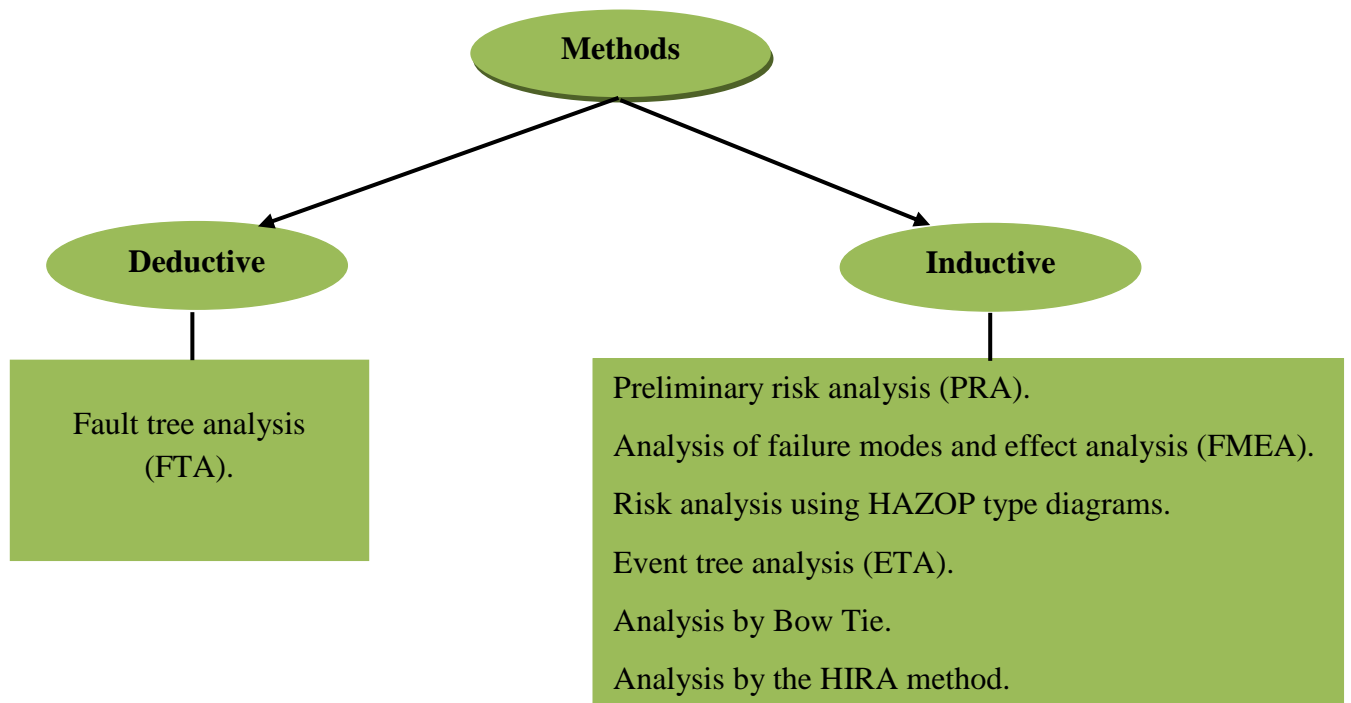 Methods
Deductive
Inductive
Fault tree analysis
(FTA).
Preliminary risk analysis (PRA).
Analysis of failure modes and effect analysis (FMEA).
Risk analysis using HAZOP type diagrams.
Event tree analysis (ETA).
Analysis by Bow Tie.
Analysis by the HIRA method.